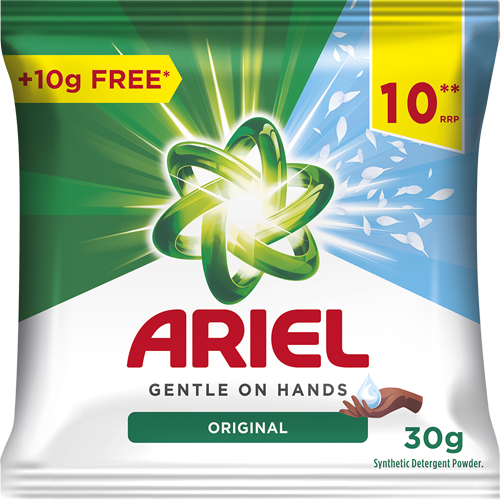 +10g FREE*
10**
RRP
ARIEL
GENTLE ON HANDS
ORIGINAL
30g
Synthetic Detergent Powder.